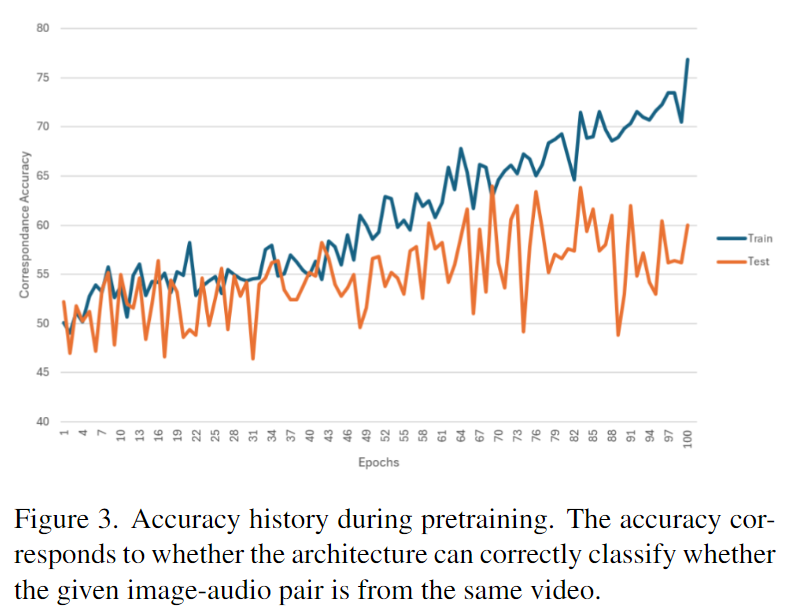 80
75
70
65
60
55
50
45
40
Correspondance Accuracy
1 4 7 10 13 16 19 22 25 28 31 34 37 40 43 46 49 52 55 58 61 64 67 70 73 76 79 82 85 88 91 94 97 100
Epochs
Train
Test
Figure 3. Accuracy history during pretraining. The accuracy cor-
responds to whether the architecture can correctly classify whether
the given image-audio pair is from the same video.